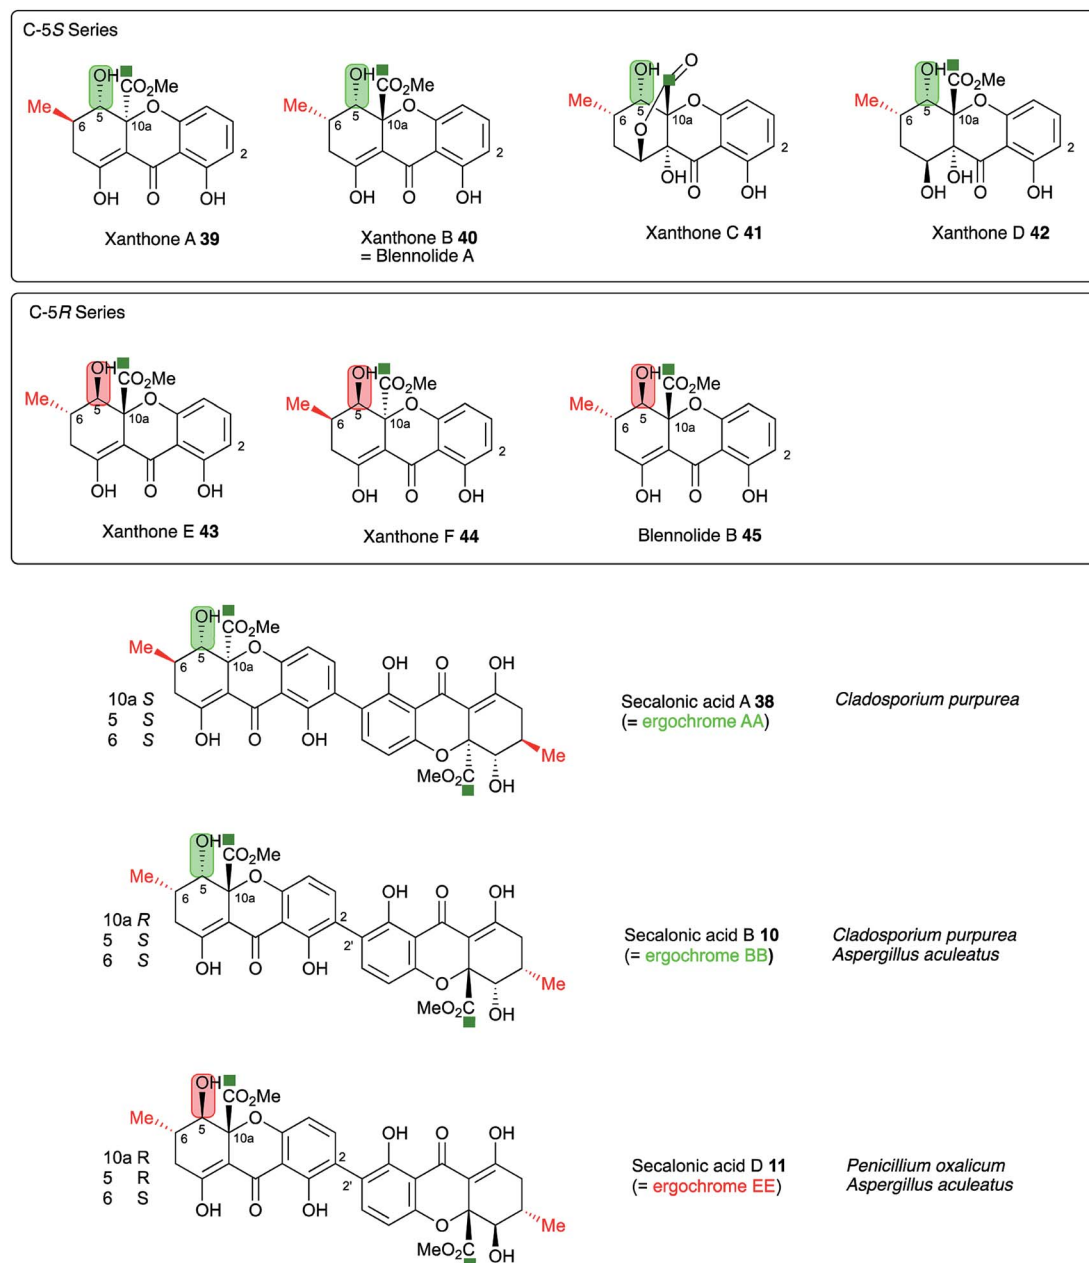 C-5S Series
OH
CO₂Me
Me
O
5
6
10a
2
OH
O
OH
Xanthone A 39
OH
CO₂Me
Me
O
5
6
10a
2
OH
O
OH
Xanthone B 40
= Blennolide A
OH
O
Me
5
O
6
O
10a
2
OH
O
OH
Xanthone C 41
OH
CO₂Me
Me
O
5
6
10a
2
OH
OH
O
OH
Xanthone D 42
C-5R Series
OH
CO₂Me
Me
O
5
6
10a
2
OH
O
OH
Xanthone E 43
OH
CO₂Me
Me
O
5
6
10a
2
OH
O
OH
Xanthone F 44
OH
CO₂Me
Me
O
5
6
10a
2
OH
O
OH
Blennolide B 45
OH
CO₂Me
Me
O
5
6
10a
OH
O
OH
OH
O
OH
O
Me
MeO₂C
OH
10a S
5 S
6 S
Secalonic acid A 38
(= ergochrome AA)
Cladosporium purpurea
OH
CO₂Me
Me
O
5
6
10a
2
2'
OH
O
OH
OH
O
OH
O
Me
MeO₂C
OH
10a R
5 S
6 S
Secalonic acid B 10
(= ergochrome BB)
Cladosporium purpurea
Aspergillus aculeatus
OH
CO₂Me
Me
O
5
6
10a
2
2'
OH
O
OH
OH
O
OH
O
Me
MeO₂C
OH
10a R
5 R
6 S
Secalonic acid D 11
(= ergochrome EE)
Penicillium oxalicum
Aspergillus aculeatus